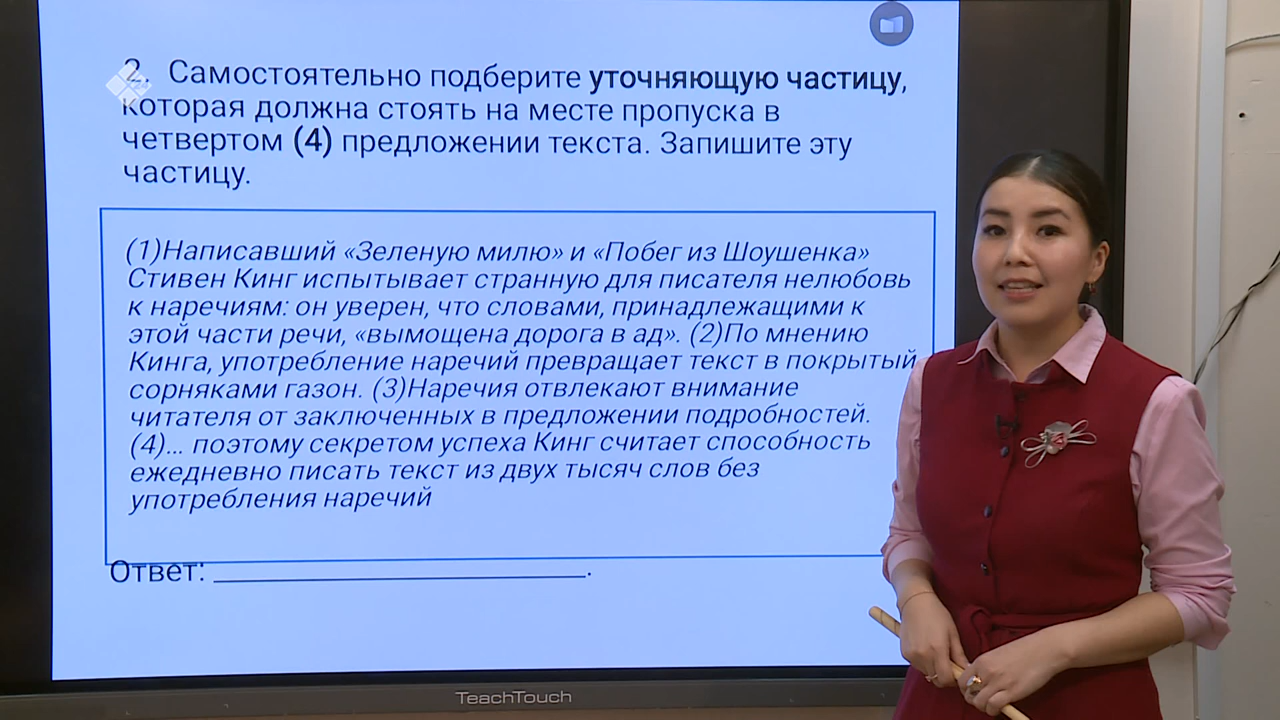 2. Самостоятельно подберите уточняющую частицу,
которая должна стоять на месте пропуска в
четвертом (4) предложении текста. Запишите эту
частицу.
(1)Написавший «Зеленую милю» и «Побег из Шоушенка»
Стивен Кинг испытывает странную для писателя нелюбовь
к наречиям: он уверен, что словами, принадлежащими к
этой части речи, «вымощена дорога в ад». (2)По мнению
Кинга, употребление наречий превращает текст в покрытый
сорняками газон. (3)Наречия отвлекают внимание
читателя от заключенных в предложении подробностей.
(4)... поэтому секретом успеха Кинг считает способность
ежедневно писать текст из двух тысяч слов без
употребления наречий
Ответ: ______________________.
TeachTouch